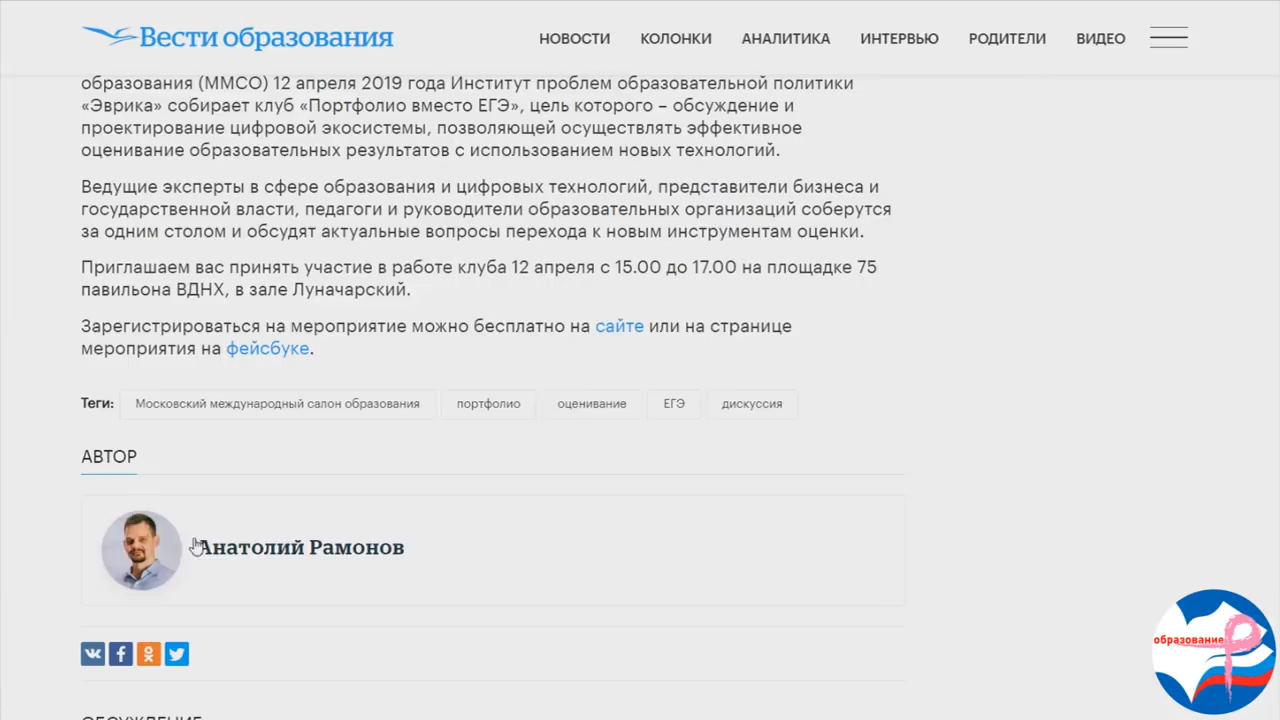 Вести образования
НОВОСТИ КОЛОНКИ АНАЛИТИКА ИНТЕРВЬЮ РОДИТЕЛИ ВИДЕО
образования (ММСО) 12 апреля 2019 года Институт проблем образовательной политики
«Эврика» собирает клуб «Портфолио вместо ЕГЭ», цель которого – обсуждение и
проектирование цифровой экосистемы, позволяющей осуществлять эффективное
оценивание образовательных результатов с использованием новых технологий.
Ведущие эксперты в сфере образования и цифровых технологий, представители бизнеса и
государственной власти, педагоги и руководители образовательных организаций соберутся
за одним столом и обсудят актуальные вопросы перехода к новым инструментам оценки.
Приглашаем вас принять участие в работе клуба 12 апреля с 15.00 до 17.00 на площадке 75
павильона ВДНХ, в зале Луначарский.
Зарегистрироваться на мероприятие можно бесплатно на сайте или на странице
мероприятия на фейсбуке.
Теги: Московский международный салон образования портфолио оценивание ЕГЭ дискуссия
АВТОР
Анатолий Рамонов
образование Р
ОБСУЖДЕНИЕ